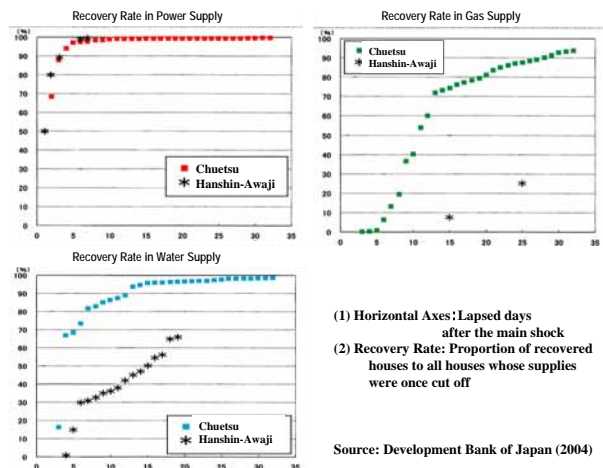 Recovery Rate in Power Supply
(%)
100
90
80
70
60
50
40
30
20
10
0
Chuetsu
Hanshin-Awaji
0 5 10 15 20 25 30 35
Recovery Rate in Gas Supply
(%)
100
90
80
70
60
50
40
30
20
10
0
Chuetsu
Hanshin-Awaji
0 5 10 15 20 25 30 35
Recovery Rate in Water Supply
(%)
100
90
80
70
60
50
40
30
20
10
0
Chuetsu
Hanshin-Awaji
0 5 10 15 20 25 30 35
(1) Horizontal Axes: Lapsed days
after the main shock
(2) Recovery Rate: Proportion of recovered
houses to all houses whose supplies
were once cut off
Source: Development Bank of Japan (2004)